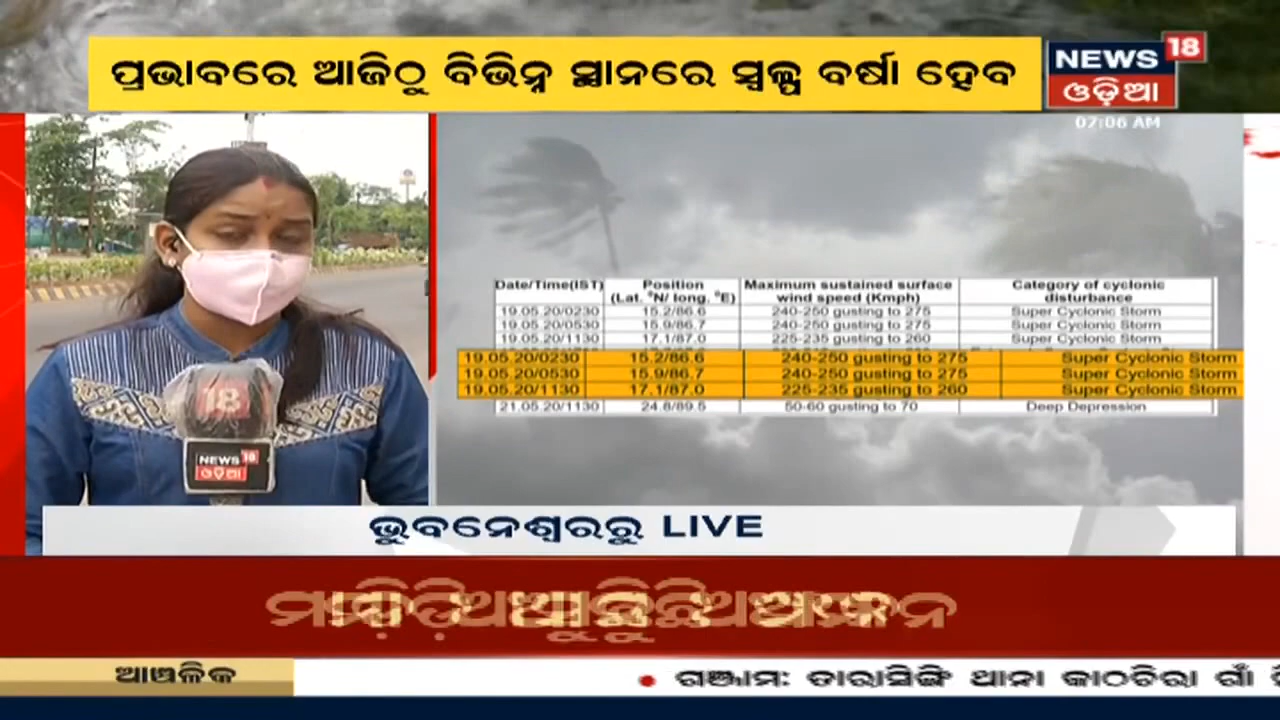 ପ୍ରଭାବରେ ଆଜିଠୁ ବିଭିନ୍ନ ସ୍ଥାନରେ ସ୍ୱଳ୍ପ ବର୍ଷା ହେବ
NEWS 18
ଓଡ଼ିଆ
07:06 AM
Date/Time(IST) Position (Lat. °N/ long. °E) Maximum sustained surface wind speed (Kmph) Category of cyclonic disturbance
19.05.20/0230 15.2/86.6 240-250 gusting to 275 Super Cyclonic Storm
19.05.20/0530 15.9/86.7 240-250 gusting to 275 Super Cyclonic Storm
19.05.20/1130 17.1/87.0 225-235 gusting to 260 Super Cyclonic Storm
19.05.20/0230 15.2/86.6 240-250 gusting to 275 Super Cyclonic Storm
19.05.20/0530 15.9/86.7 240-250 gusting to 275 Super Cyclonic Storm
19.05.20/1130 17.1/87.0 225-235 gusting to 260 Super Cyclonic Storm
21.05.20/1130 24.8/89.5 50-60 gusting to 70 Deep Depression
18
NEWS 18
ଓଡ଼ିଆ
ଭୁବନେଶ୍ୱରରୁ LIVE
ଆଞ୍ଚଳିକ
ଗଞ୍ଜାମ: ତାରାସିଙ୍ଗି ଥାନା କାଠଚିରା ଗାଁ